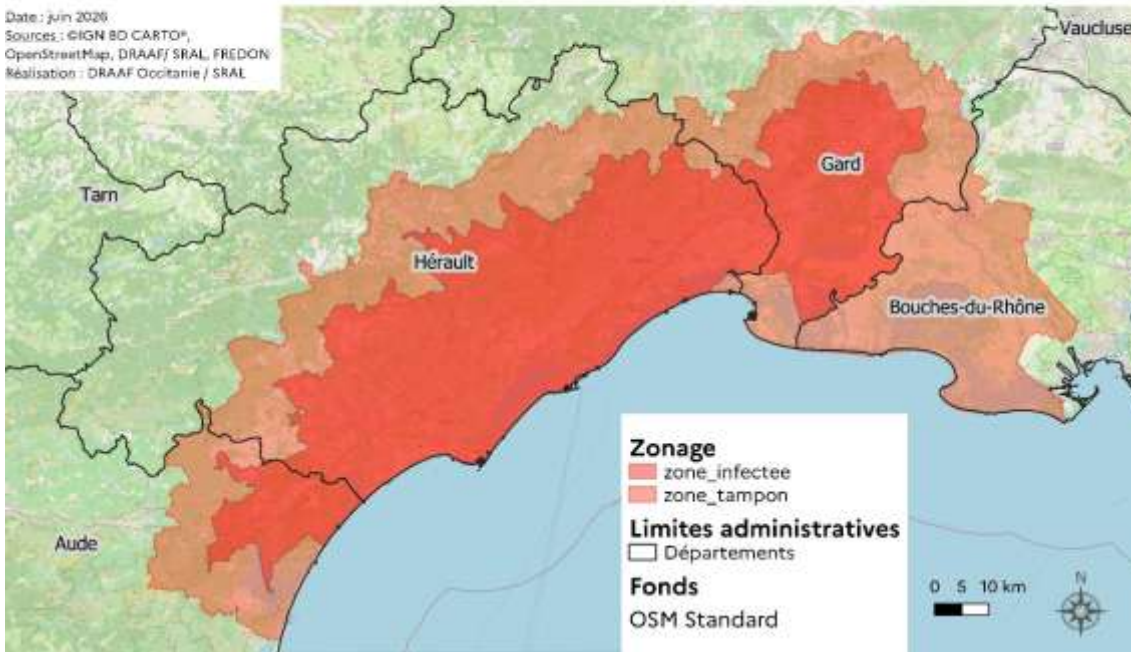 Date : juin 2026
Sources : ©IGN BD CARTO®,
OpenStreetMap, DRAAF/ SRAL, FREDON
Réalisation : DRAAF Occitanie / SRAL
Vaucluse
Gard
Tarn
Hérault
Bouches-du-Rhône
Aude
Zonage
zone_infectee
zone_tampon
Limites administratives
Départements
Fonds
OSM Standard
0 5 10 km
N